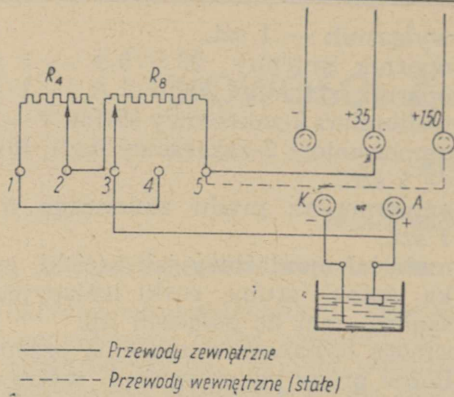 R4 R8
- +35 +150
1 2 3 4 5
K A
- +
Przewody zewnętrzne
Przewody wewnętrzne (stałe)